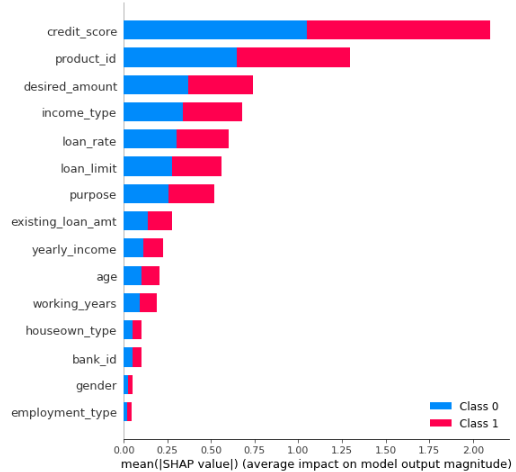 credit_score
product_id
desired_amount
income_type
loan_rate
loan_limit
purpose
existing_loan_amt
yearly_income
age
working_years
houseown_type
bank_id
gender
employment_type
Class 0
Class 1
0.00 0.25 0.50 0.75 1.00 1.25 1.50 1.75 2.00
mean(|SHAP value|) (average impact on model output magnitude)